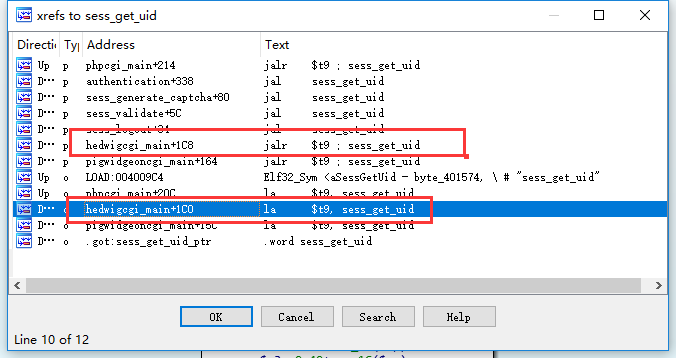 xrefs to sess_get_uid
Directic Ty Address Text
Up p phpcgi_main+214 jalr $t9 ; sess_get_uid
D··· p authentication+338 jal sess_get_uid
D··· p sess_generate_captcha+80 jal sess_get_uid
D··· p sess_validate+5C jal sess_get_uid
D··· p sess_logout+34 jal sess_get_uid
D··· p hedwigcgi_main+1C8 jalr $t9 ; sess_get_uid
D··· p pigwidgeoncgi_main+164 jalr $t9 ; sess_get_uid
Up o LOAD:004009C4 Elf32_Sym <aSessGetUid - byte_401574, \ # "sess_get_uid"
Up o phpcgi_main+20C la $t9, sess_get_uid
D··· o hedwigcgi_main+1C0 la $t9, sess_get_uid
D··· o pigwidgeoncgi_main+15C la $t9, sess_get_uid
D··· o .got:sess_get_uid_ptr .word sess_get_uid
OK Cancel Search Help
Line 10 of 12